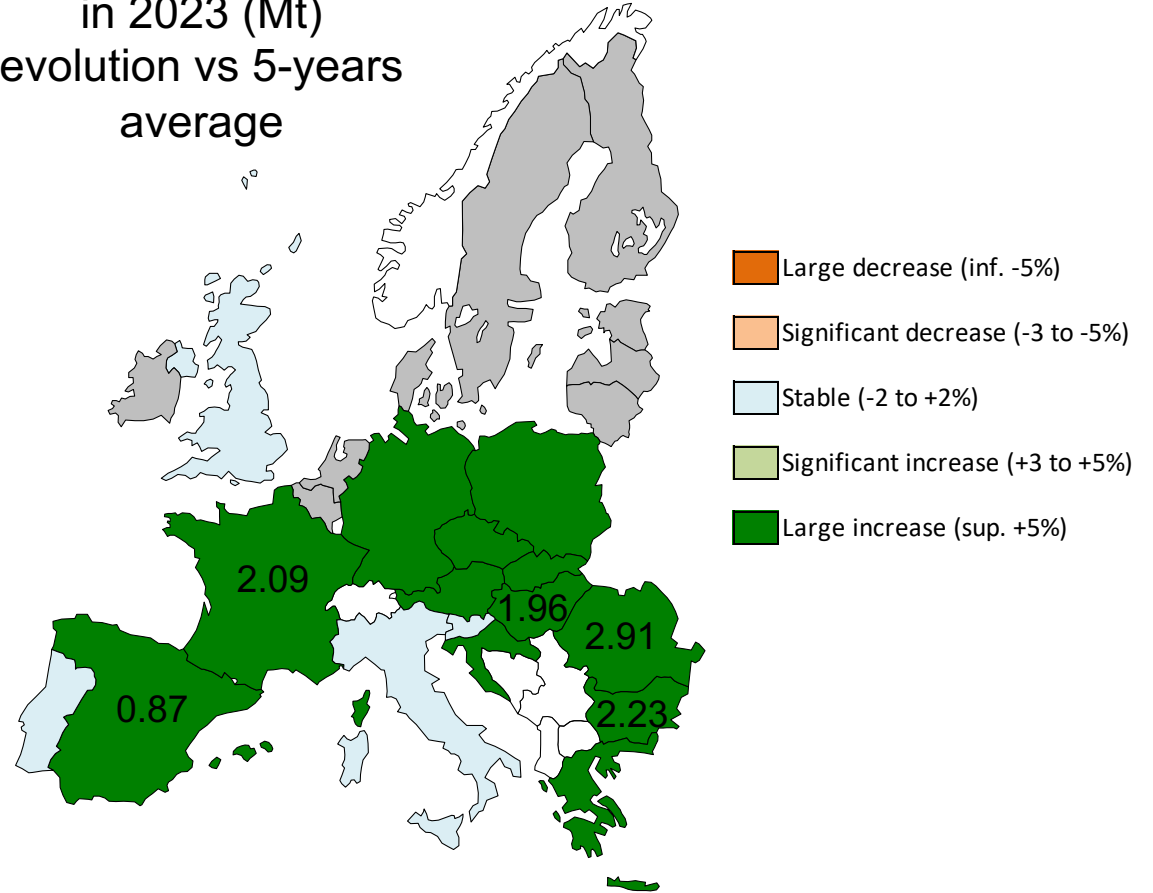 in 2023 (Mt)
evolution vs 5-years
average
Large decrease (inf. -5%)
Significant decrease (-3 to -5%)
Stable (-2 to +2%)
Significant increase (+3 to +5%)
Large increase (sup. +5%)
2.09
1.96
2.91
0.87
2.23